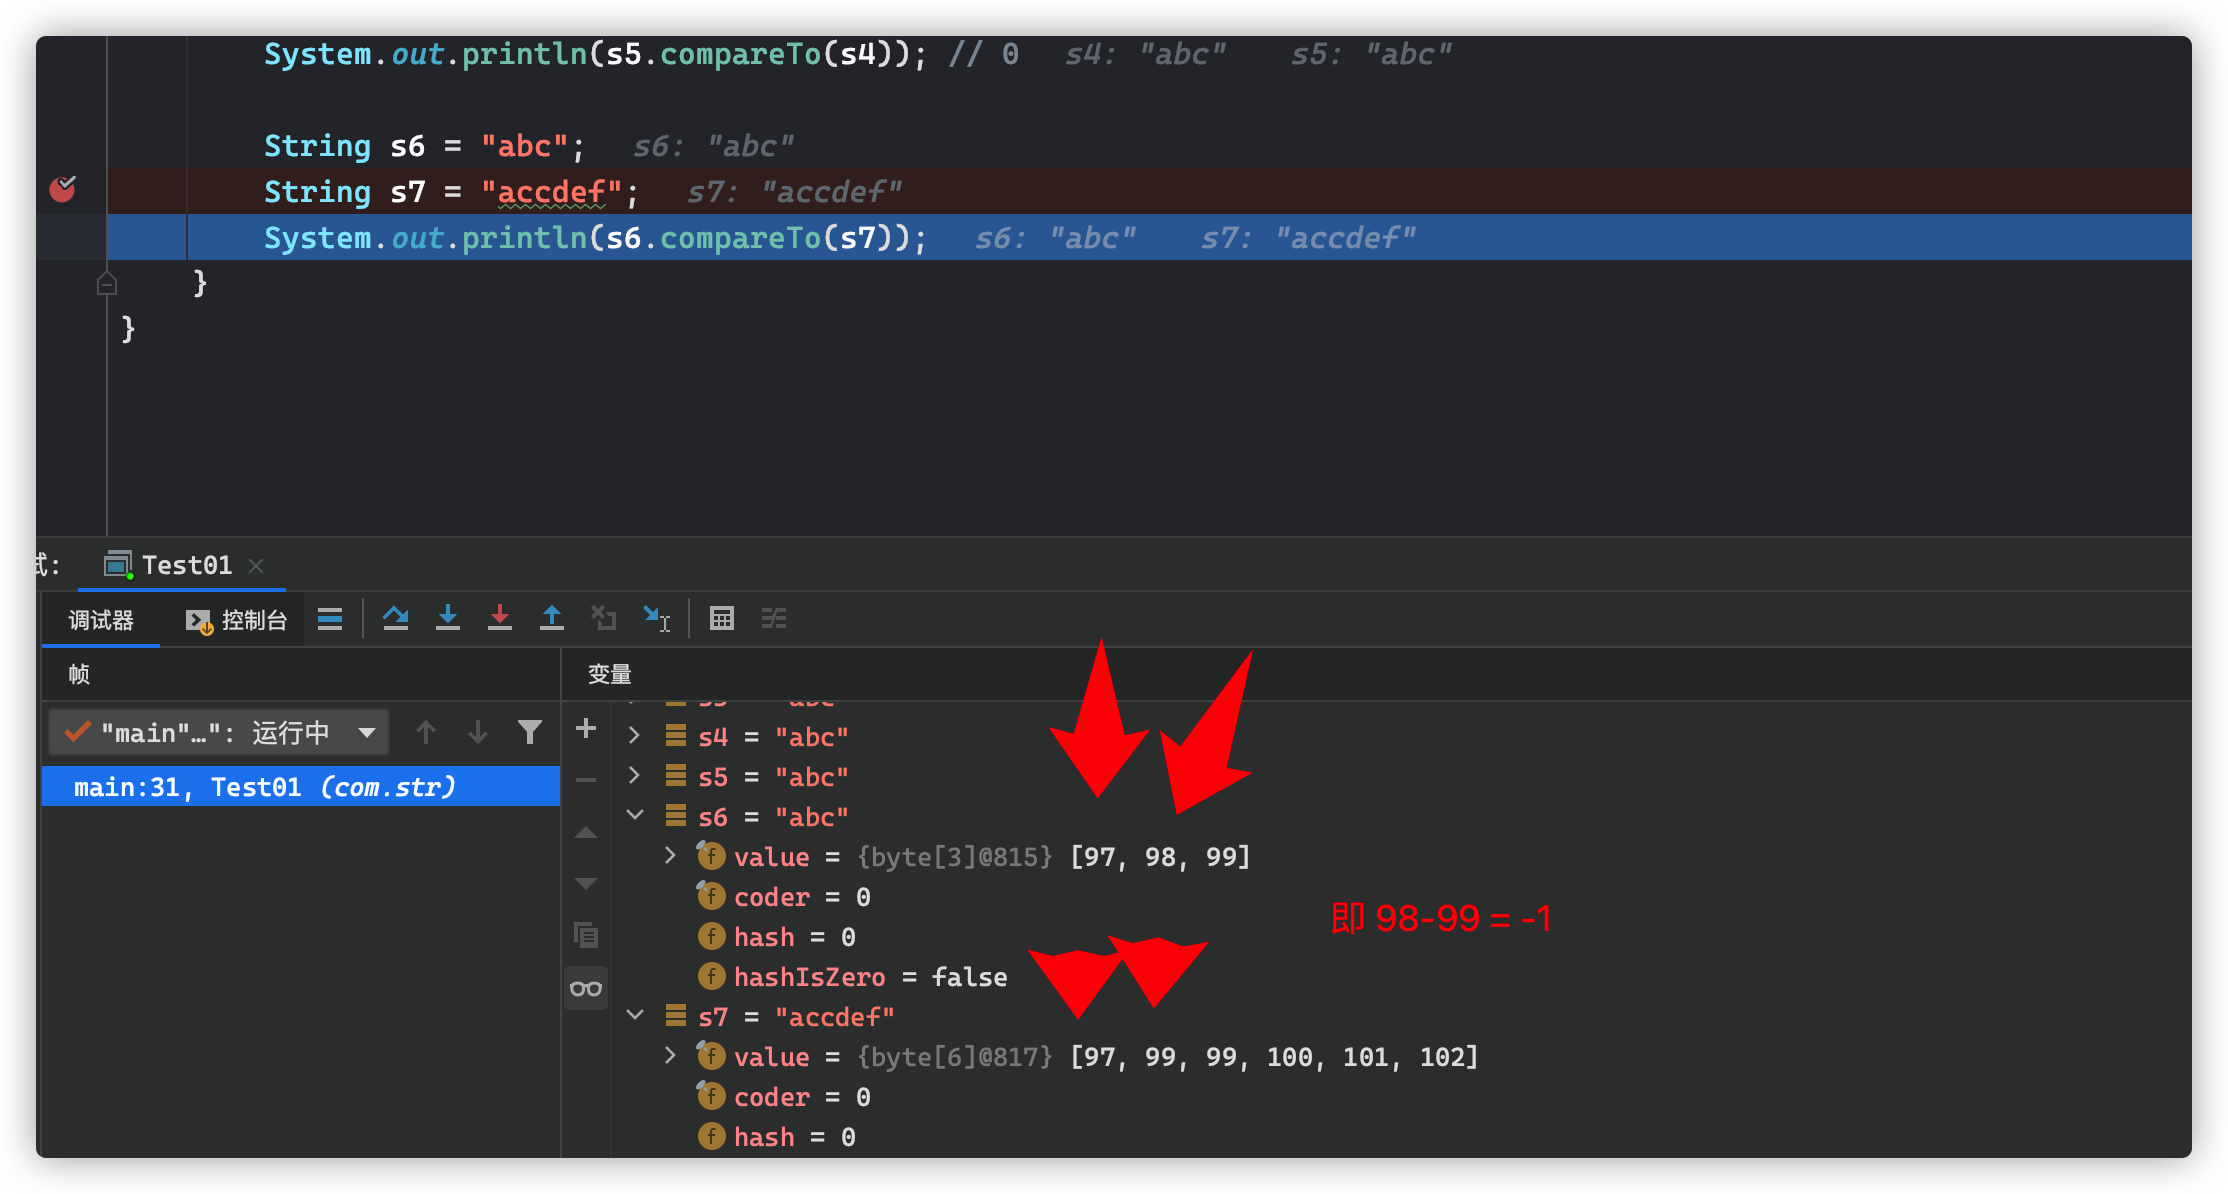 System.out.println(s5.compareTo(s4)); // 0   s4: "abc"    s5: "abc"
String s6 = "abc";   s6: "abc"
String s7 = "accdef";   s7: "accdef"
System.out.println(s6.compareTo(s7));   s6: "abc"    s7: "accdef"
}
}
试:
Test01
调试器
控制台
帧
变量
"main"…": 运行中
main:31, Test01 (com.str)
s4 = "abc"
s5 = "abc"
s6 = "abc"
value = {byte[3]@815} [97, 98, 99]
coder = 0
即 98-99 = -1
hash = 0
hashIsZero = false
s7 = "accdef"
value = {byte[6]@817} [97, 99, 99, 100, 101, 102]
coder = 0
hash = 0